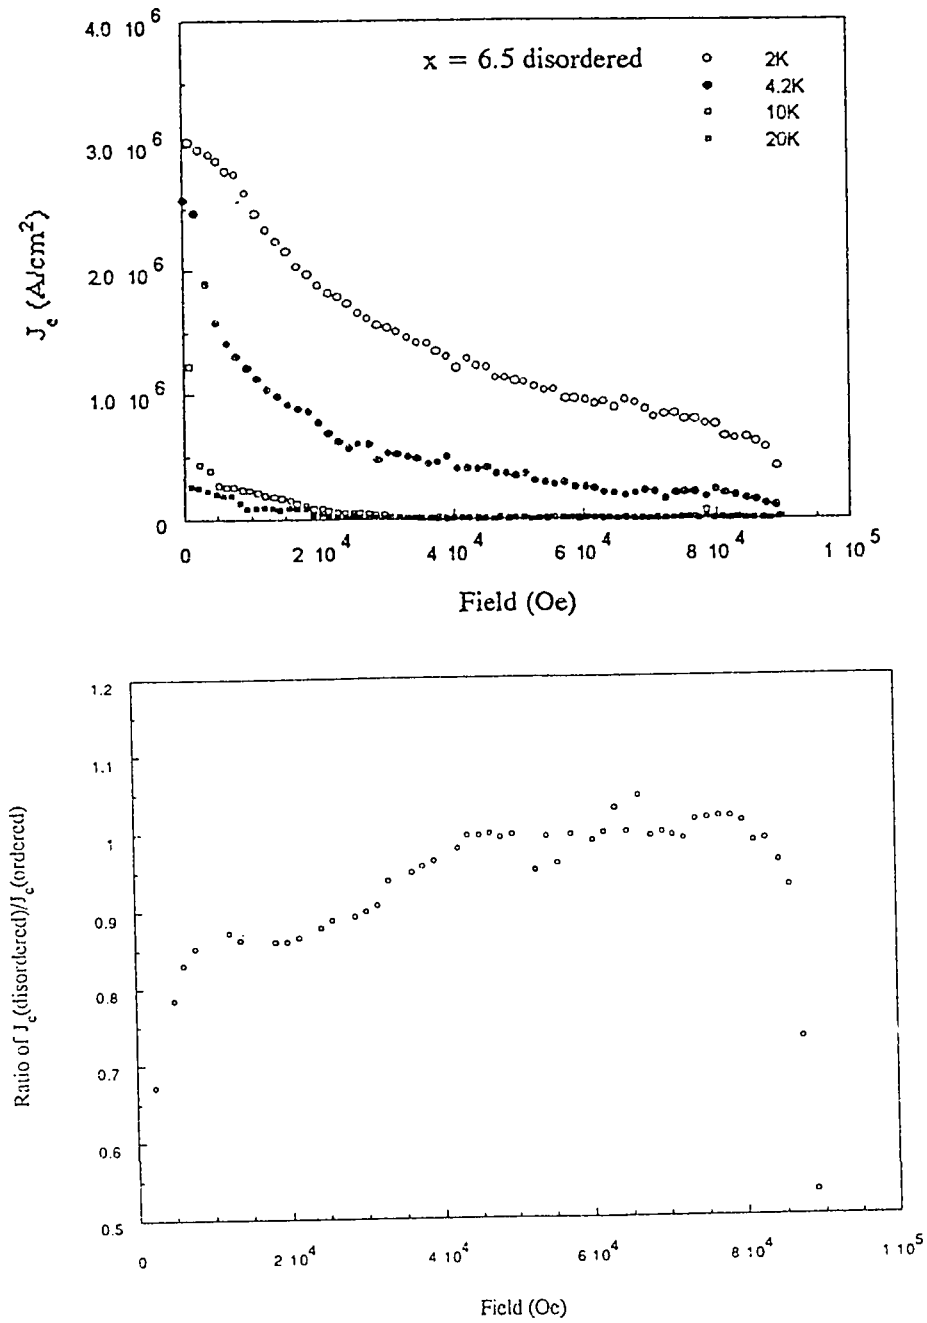 4.0 10^6
x = 6.5 disordered
2K
4.2K
10K
20K
3.0 10^6
2.0 10^6
1.0 10^6
0
J_c (A/cm^2)
0 2 10^4 4 10^4 6 10^4 8 10^4 1 10^5
Field (Oe)
1.2
1.1
1
0.9
0.8
0.7
0.6
0.5
Ratio of J_c(disordered)/J_c(ordered)
0 2 10^4 4 10^4 6 10^4 8 10^4 1 10^5
Field (Oe)